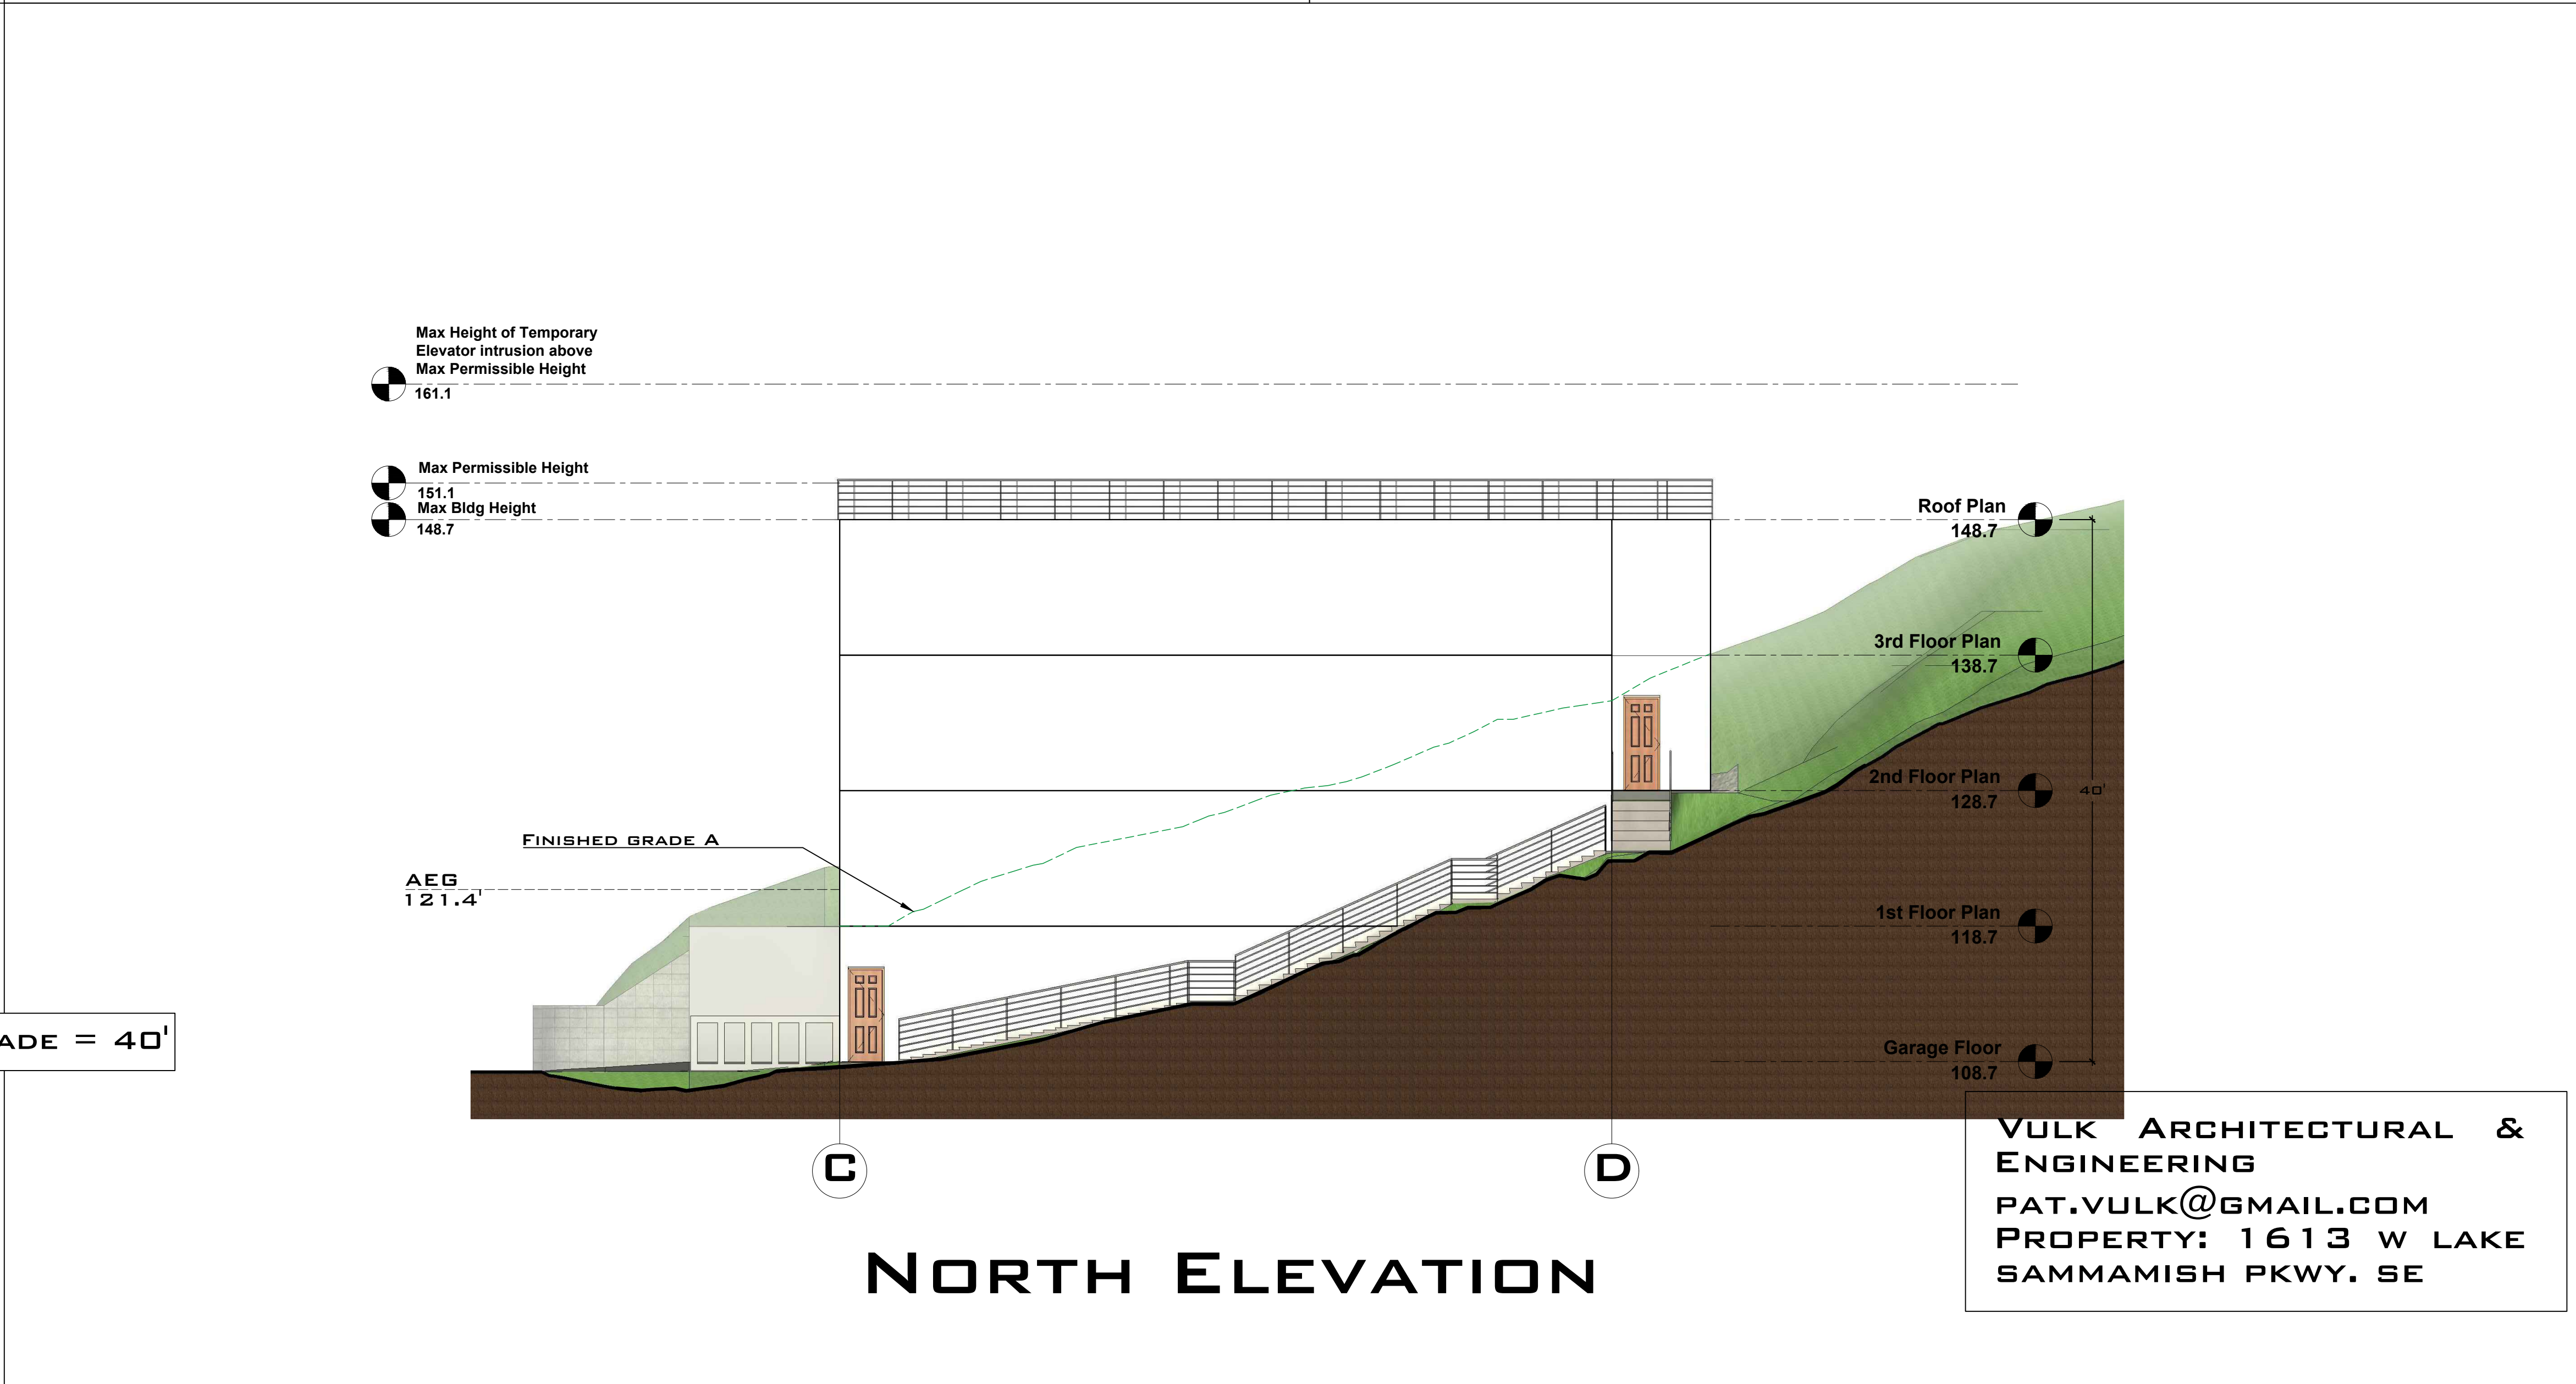 Max Height of Temporary
Elevator intrusion above
Max Permissible Height
161.1
Max Permissible Height
151.1
Max Bldg Height
148.7
Roof Plan
148.7
3rd Floor Plan
138.7
2nd Floor Plan
128.7
40'
Finished grade A
AEG
121.4'
1st Floor Plan
118.7
= 40'
Garage Floor
108.7
C
D
Vulk Architectural &
Engineering
pat.vulk@gmail.com
Property: 1613 w lake
sammamish pkwy. se
North Elevation